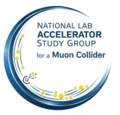 NATIONAL LAB
ACCELERATOR
STUDY GROUP
for a Muon Collider